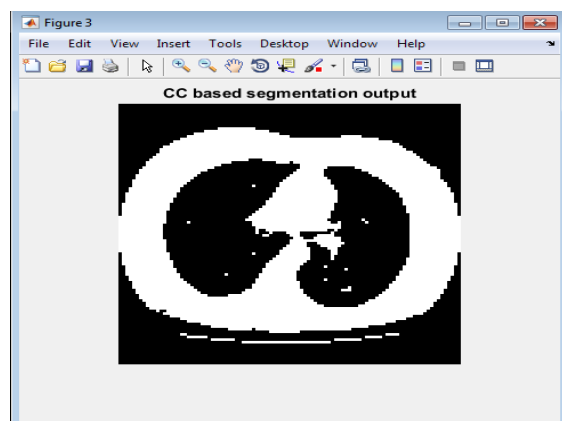 Figure 3
File Edit View Insert Tools Desktop Window Help
CC based segmentation output